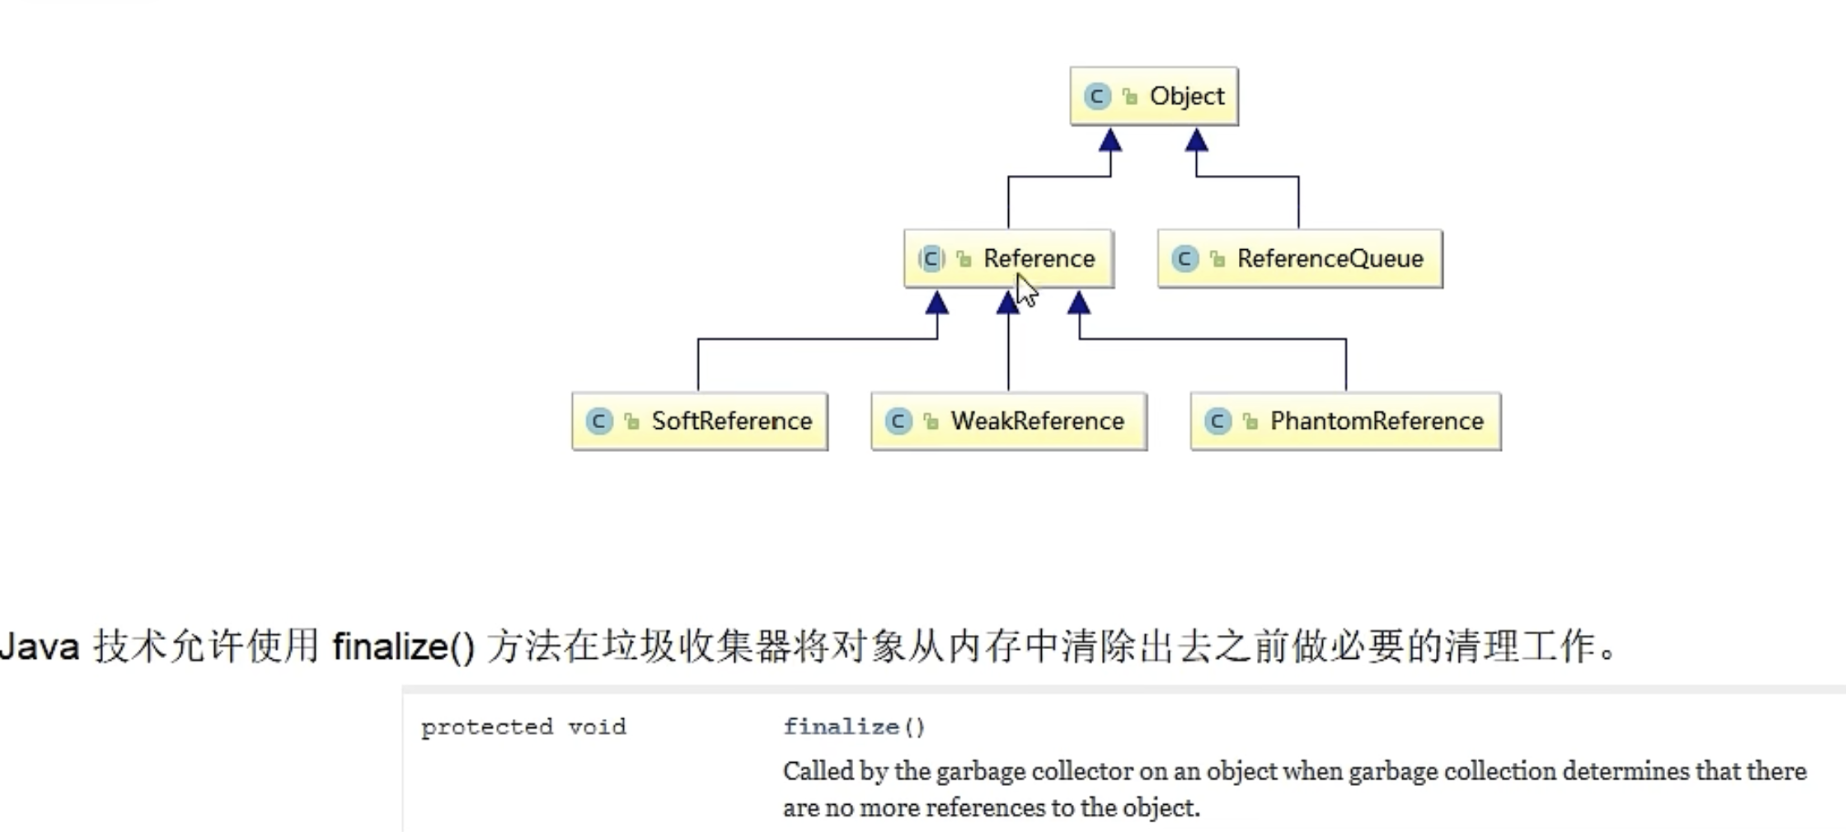 C Object
C Reference
C ReferenceQueue
C SoftReference
C WeakReference
C PhantomReference
Java 技术允许使用 finalize() 方法在垃圾收集器将对象从内存中清除出去之前做必要的清理工作。
protected void finalize()
Called by the garbage collector on an object when garbage collection determines that there
are no more references to the object.